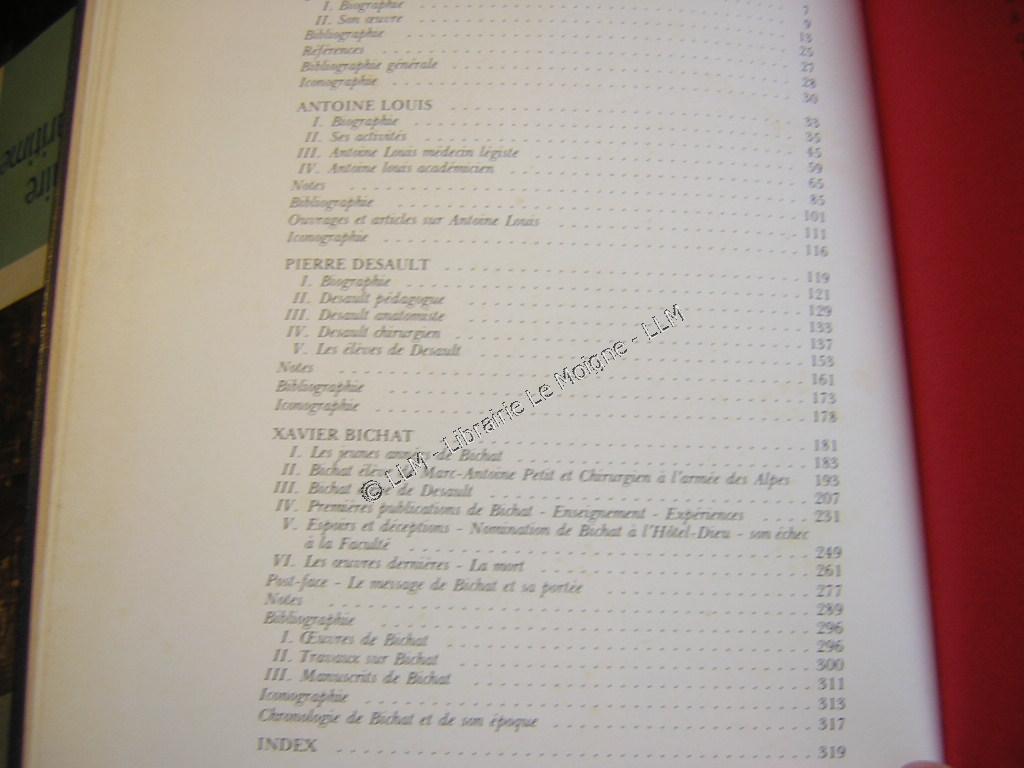 I. Biographie 9
II. Son œuvre 13
Bibliographie 25
Références 27
Bibliographie générale 28
Iconographie 30
ANTOINE LOUIS 33
I. Biographie 35
II. Ses activités 45
III. Antoine Louis médecin légiste 59
IV. Antoine louis académicien 65
Notes 85
Bibliographie 101
Ouvrages et articles sur Antoine Louis 111
Iconographie 116
PIERRE DESAULT 119
I. Biographie 121
II. Desault pédagogue 129
III. Desault anatomiste 133
IV. Desault chirurgien 137
V. Les élèves de Desault 153
Notes 161
Bibliographie 173
Iconographie 178
XAVIER BICHAT 181
I. Les jeunes années de Bichat 183
II. Bichat élève de Marc-Antoine Petit et Chirurgien à l'armée des Alpes 193
III. Bichat élève de Desault 207
IV. Premières publications de Bichat - Enseignement - Expériences 231
V. Espoirs et déceptions - Nomination de Bichat à l'Hôtel-Dieu - son échec
à la Faculté 249
VI. Les œuvres dernières - La mort 261
Post-face - Le message de Bichat et sa portée 277
Notes 289
Bibliographie 296
I. Œuvres de Bichat 296
II. Travaux sur Bichat 300
III. Manuscrits de Bichat 311
Iconographie 313
Chronologie de Bichat et de son époque 317
INDEX 319
© LLM - Librairie Le Moigne - LLM